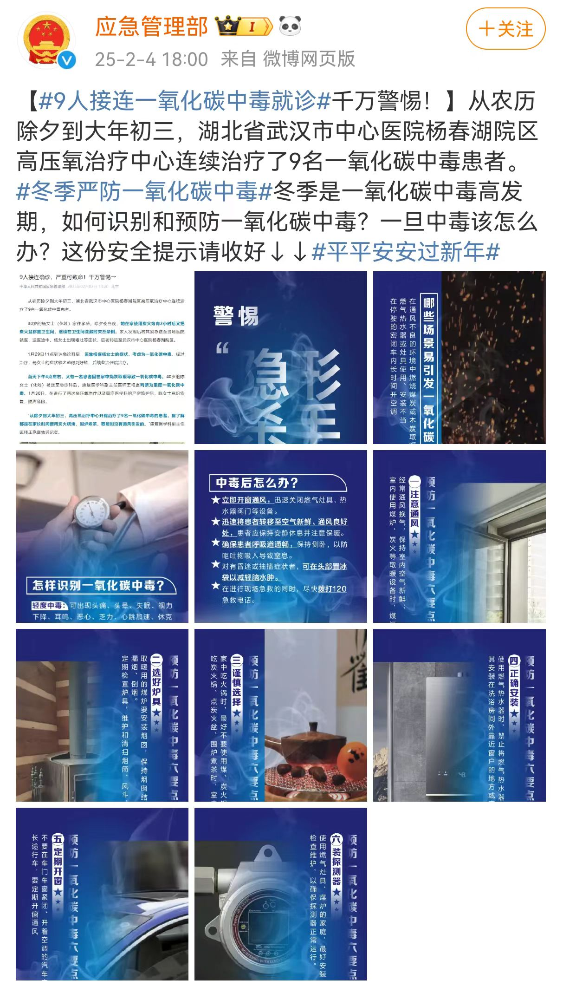 应急管理部
I
+关注
25-2-4 18:00 来自 微博网页版
【#9人接连一氧化碳中毒就诊#千万警惕！】从农历
除夕到大年初三，湖北省武汉市中心医院杨春湖院区
高压氧治疗中心连续治疗了9名一氧化碳中毒患者。
#冬季严防一氧化碳中毒#冬季是一氧化碳中毒高发
期，如何识别和预防一氧化碳中毒？一旦中毒该怎么
办？这份安全提示请收好↓↓#平平安安过新年#
9人接连确诊，严重可致命！千万警惕→
中华人民共和国应急管理部 2025年02月02日 13:20 北京
从农历除夕到大年初三，湖北省武汉市中心医院杨春湖院区高压氧治疗中心连续治
疗了9名一氧化碳中毒患者。
30岁的杨女士（化姓）家住孝感，除夕夜当晚，她在家使用炭火烤肉2小时后又把
炭火盆移置卫生间，继续在卫生间洗漱时突然晕倒。家人发现后将其紧急送至当地医院
就医，送医途中，杨女士出现呕吐等症状，后被转运至武汉市中心医院杨春湖院区。
1月29日11点到达急诊科后，医生根据杨女士的症状，考虑为一氧化碳中毒。经过
治疗，杨女士的症状较之前得到好转，后续收治住院治疗。
当天下午4点左右，又有一名患者因在家中烧炭取暖导致一氧化碳中毒。40岁的陈
女士（化姓）被送至急诊科后，康复医学科副主任医师王艳富判断为重度一氧化碳中
毒。1月30日，在进行了两次高压氧治疗以及重症医学科的严密监护后，陈女士意识恢
复，脱离危险。
“从除夕到大年初三，高压氧治疗中心开舱治疗了9名一氧化碳中毒的患者，据了解
都是在家长时间使用炭火烧烤、围炉煮茶、取暖时没有通风引发的。”康复医学科副主任
医师王艳富告诉记者。
警惕
“隐形
杀手
哪些场景易引发一氧化碳
在通风不良的环境中燃烧煤炭或木炭取暖
燃气热水器或灶具使用、安装不当
在停驶的密闭车内长时间开空调
怎样识别一氧化碳中毒？
轻度中毒：可出现头痛、头晕、失眠、视力
下降、耳鸣、恶心、乏力、心跳加速、休克
中毒后怎么办？
★立即开窗通风，迅速关闭燃气灶具、热
水器阀门等设备。
★迅速将患者转移至空气新鲜、通风良好
处，患者应保持安静休息并注意保暖。
★确保患者呼吸道通畅，保持侧卧，以防
呕吐物吸入导致窒息。
★对有昏迷或抽搐症状者，可在头部置冰
袋以减轻脑水肿。
★在进行现场急救的同时，尽快拨打120
急救电话。
预防一氧化碳中毒六要点
一 注意通风★★★
经常通风换气，保持室内空气新鲜；
室内使用煤炉、炭火等取暖设备时，煤
预防一氧化碳中毒六要点
二 选好炉具★★★
取暖用的煤炉要安装烟囱，保持烟囱结
漏烟、倒烟。
定期检查炉具，维护和清扫烟筒、风斗
预防一氧化碳中毒六要点
三 谨慎选择★★★
家中吃火锅时，最好不要使用煤、炭火
吃炭火锅、点炭火盆、围炉煮茶时，室
预防一氧化碳中毒六要点
四 正确安装★★★
使用燃气热水器时，禁止将燃气热水器
其安装在洗浴房间外靠近窗户的地方或
预防一氧化碳中毒六要点
五 定期开窗★★★
不要在车门车窗紧闭、开着空调的汽车
长途行车，要定期开窗通风
预防一氧化碳中毒六要点
六 装探测器★★★
使用燃气灶具、煤炉的家庭，最好安装
检查维护，以确保探测器正常运行。